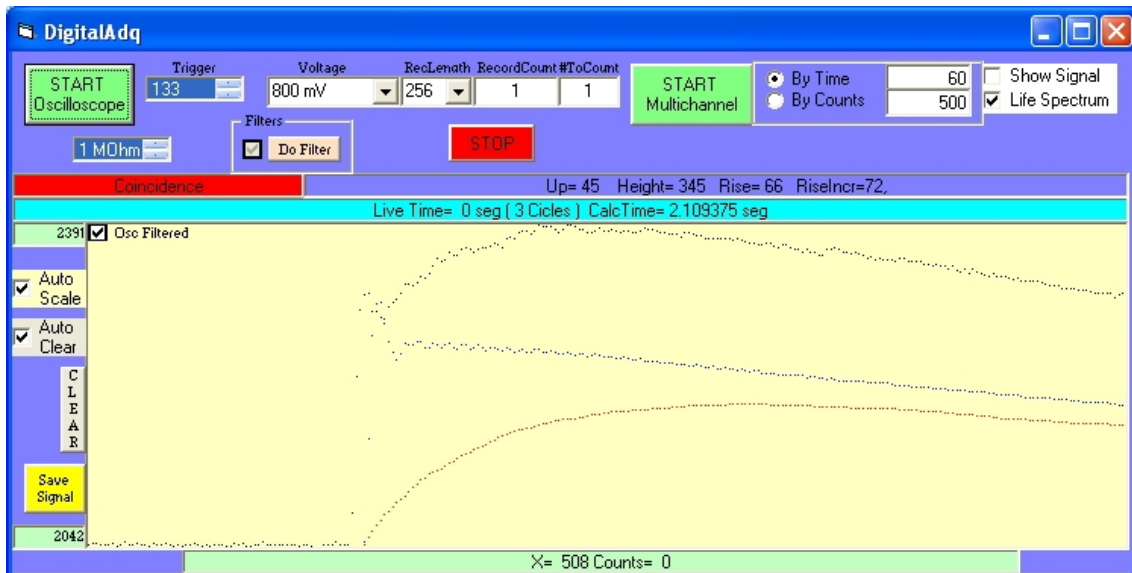 DigitalAdq
Trigger Voltage RecLength RecordCount #ToCount
START Oscilloscope
133 800 mV 256 1 1
START Multichannel
By Time 60
By Counts 500
Show Signal
Life Spectrum
1 MOhm
Filters
Do Filter
STOP
Coincidence
Up= 45 Height= 345 Rise= 66 RiseIncr=72,
Live Time= 0 seg ( 3 Cicles ) CalcTime= 2.109375 seg
2391 Osc Filtered
Auto
Scale
Auto
Clear
C
L
E
A
R
Save
Signal
2042
X= 508 Counts= 0